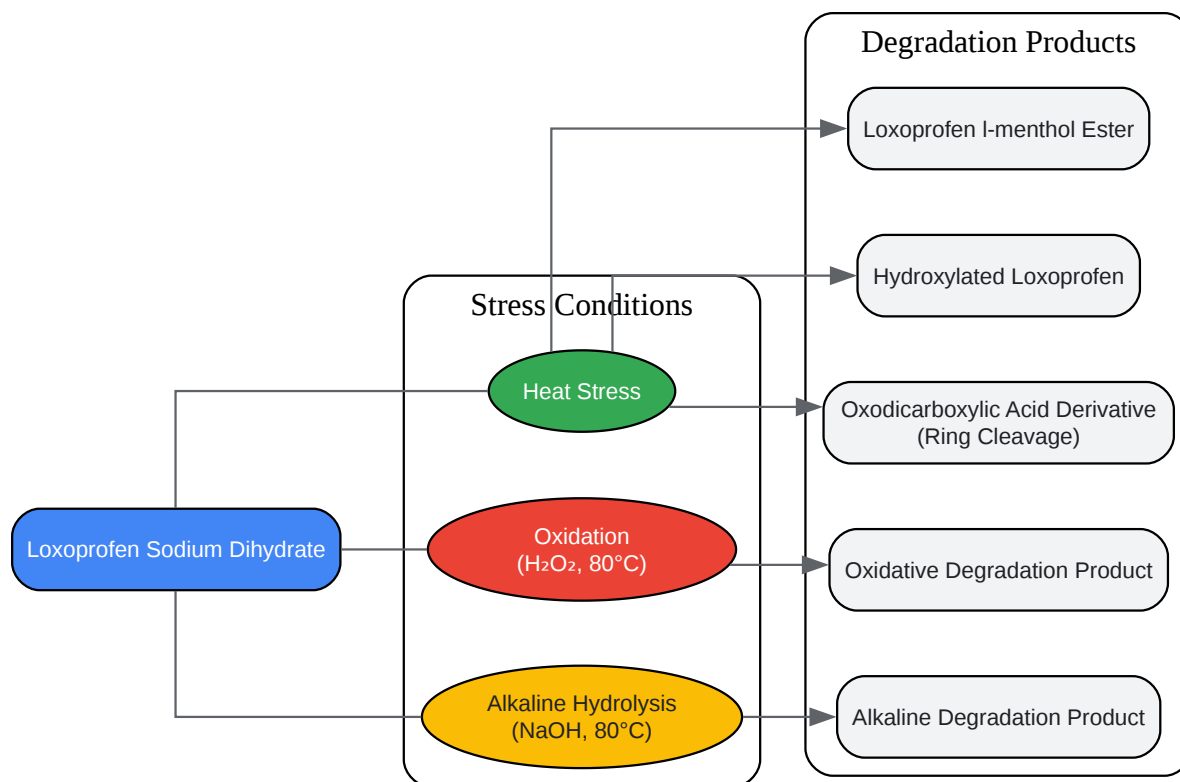 Degradation Products
Loxoprofen l-menthol Ester
Hydroxylated Loxoprofen
Stress Conditions
Heat Stress
Oxodicarboxylic Acid Derivative
(Ring Cleavage)
Loxoprofen Sodium Dihydrate
Oxidation
(H₂O₂, 80°C)
Oxidative Degradation Product
Alkaline Hydrolysis
(NaOH, 80°C)
Alkaline Degradation Product